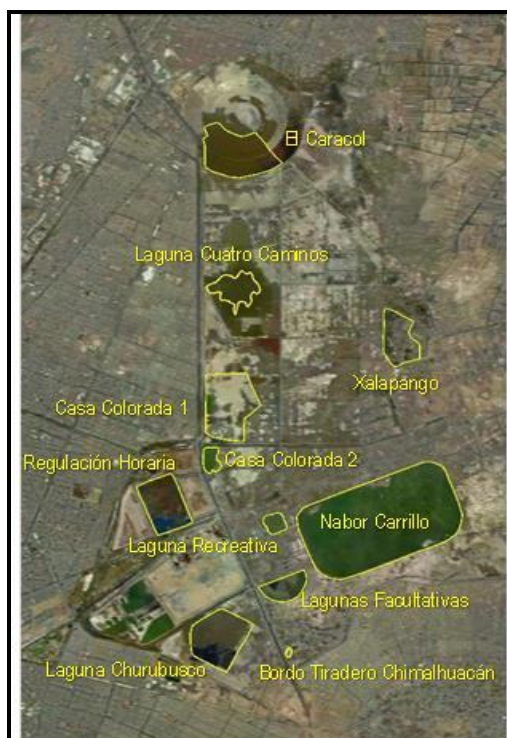 El Caracol
Laguna Cuatro Caminos
Xalapango
Casa Colorada 1
Casa Colorada 2
Regulación Horaria
Nabor Carrillo
Laguna Recreativa
Lagunas Facultativas
Laguna Churubusco
Bordo Tiradero Chimalhuacán